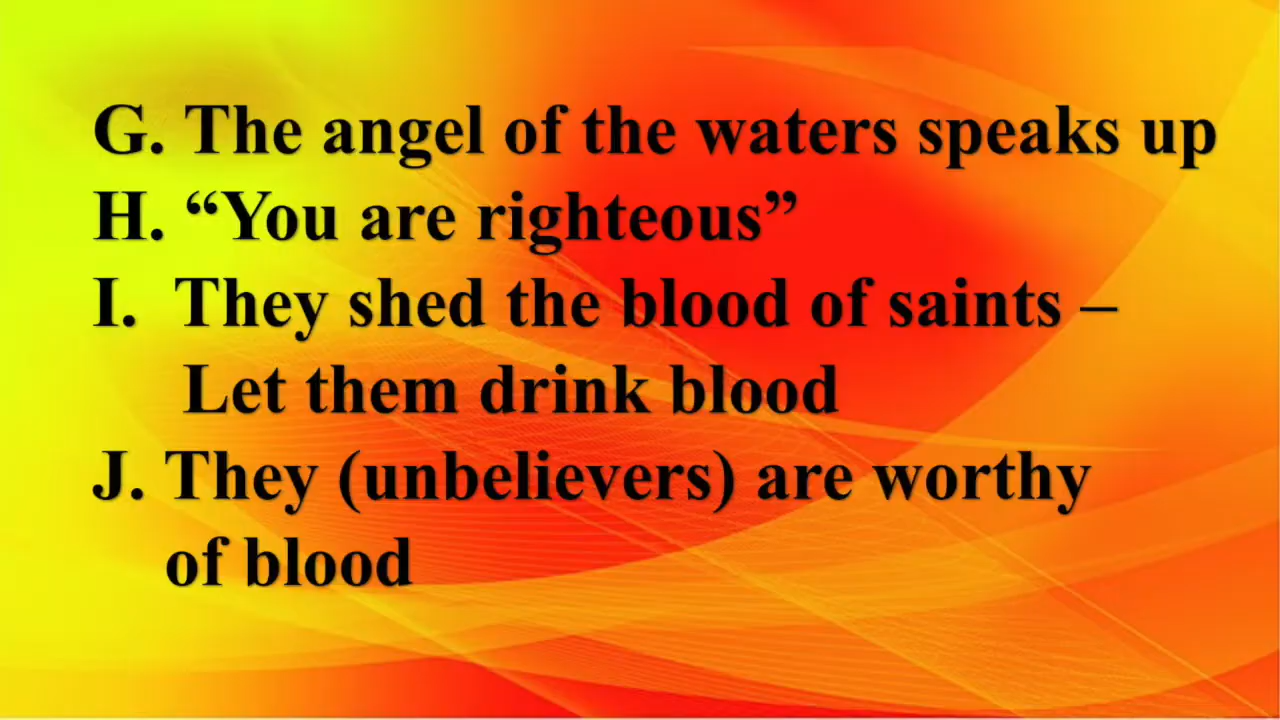 G. The angel of the waters speaks up
H. “You are righteous”
I. They shed the blood of saints –
Let them drink blood
J. They (unbelievers) are worthy
of blood